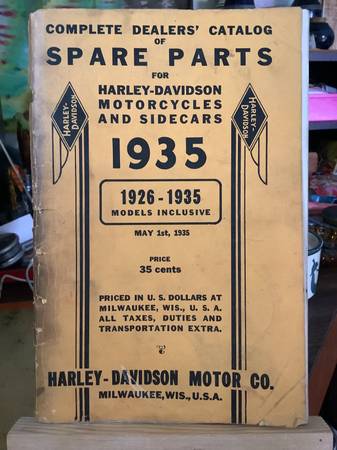 COMPLETE DEALERS' CATALOG
OF
SPARE PARTS
FOR
HARLEY-DAVIDSON
MOTORCYCLES
AND SIDECARS
HARLEY-
DAVIDSON
HARLEY-
DAVIDSON
1935
1926-1935
MODELS INCLUSIVE
MAY 1st, 1935
PRICE
35 cents
PRICED IN U. S. DOLLARS AT
MILWAUKEE, WIS., U. S. A.
ALL TAXES, DUTIES AND
TRANSPORTATION EXTRA.
HARLEY-DAVIDSON MOTOR CO.
MILWAUKEE, WIS., U.S.A.